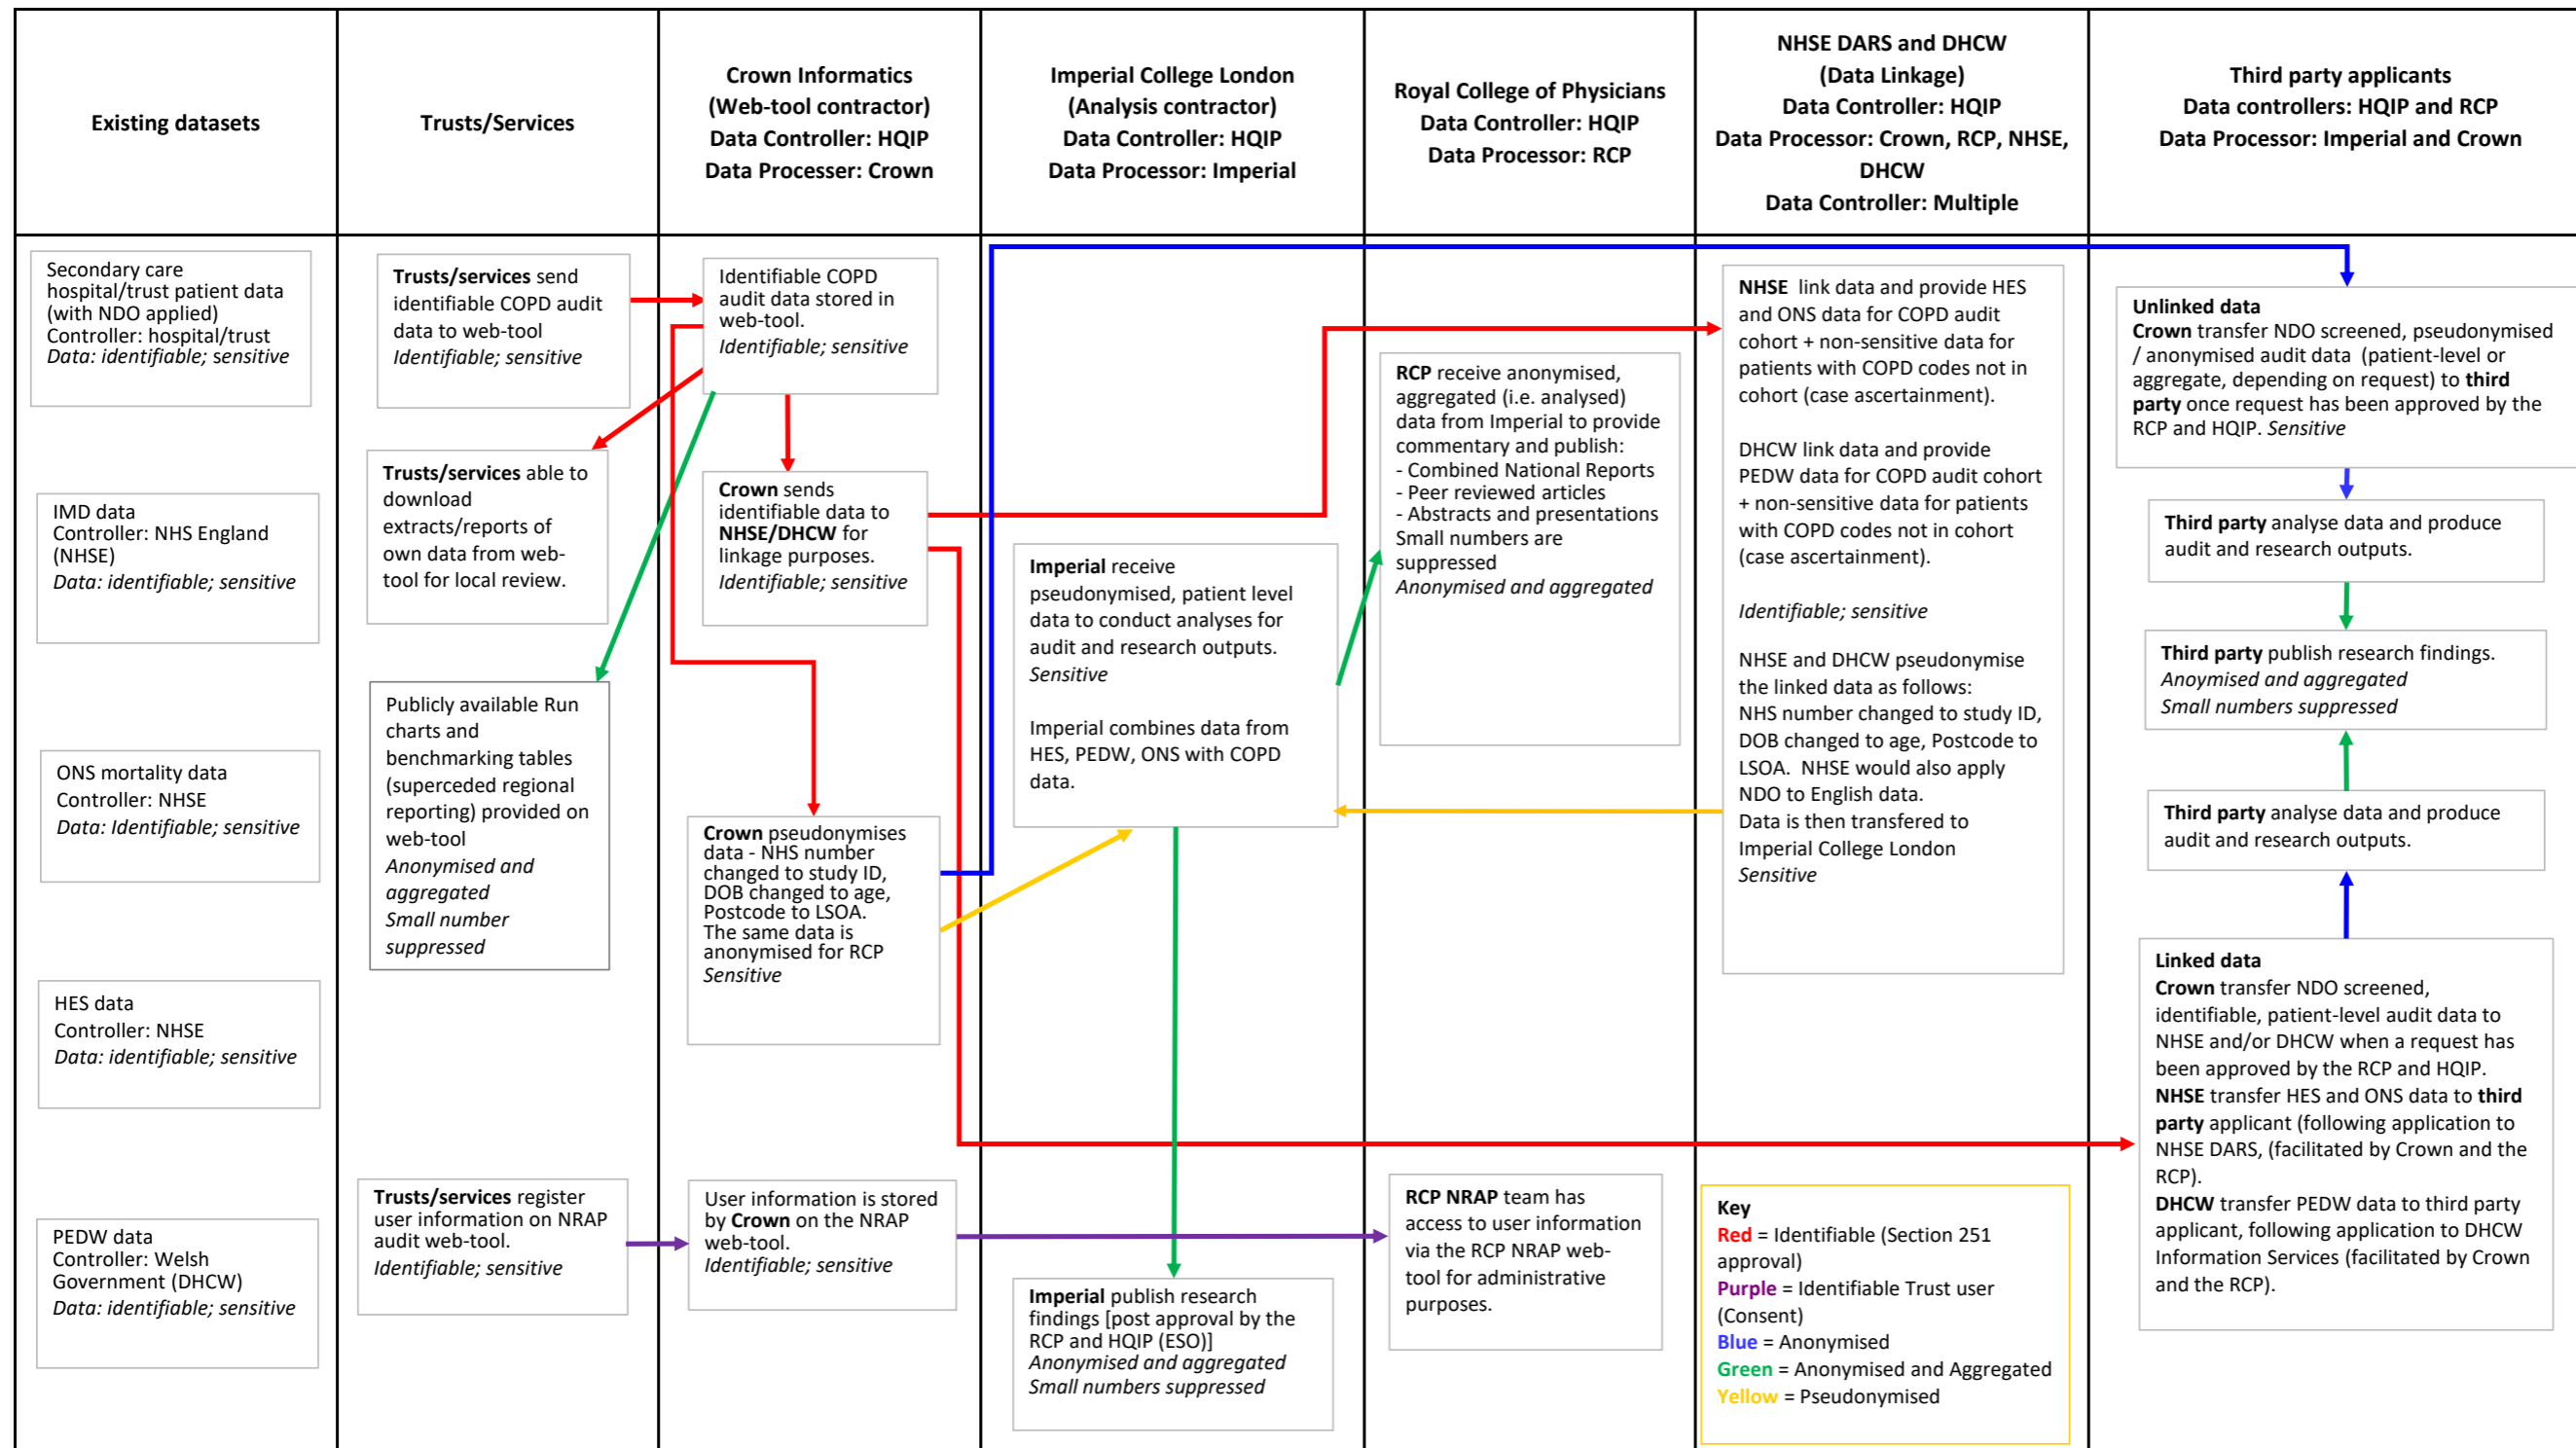 Existing datasets
Trusts/Services
Crown Informatics
(Web-tool contractor)
Data Controller: HQIP
Data Processer: Crown
Imperial College London
(Analysis contractor)
Data Controller: HQIP
Data Processor: Imperial
Royal College of Physicians
Data Controller: HQIP
Data Processor: RCP
NHSE DARS and DHCW
(Data Linkage)
Data Controller: HQIP
Data Processor: Crown, RCP, NHSE,
DHCW
Data Controller: Multiple
Third party applicants
Data controllers: HQIP and RCP
Data Processor: Imperial and Crown
Secondary care
hospital/trust patient data
(with NDO applied)
Controller: hospital/trust
Data: identifiable; sensitive
IMD data
Controller: NHS England
(NHSE)
Data: identifiable; sensitive
ONS mortality data
Controller: NHSE
Data: Identifiable; sensitive
HES data
Controller: NHSE
Data: identifiable; sensitive
PEDW data
Controller: Welsh
Government (DHCW)
Data: identifiable; sensitive
Trusts/services send
identifiable COPD audit
data to web-tool
Identifiable; sensitive
Trusts/services able to
download
extracts/reports of
own data from web-
tool for local review.
Publicly available Run
charts and
benchmarking tables
(superceded regional
reporting) provided on
web-tool
Anonymised and
aggregated
Small number
suppressed
Trusts/services register
user information on NRAP
audit web-tool.
Identifiable; sensitive
Identifiable COPD
audit data stored in
web-tool.
Identifiable; sensitive
Crown sends
identifiable data to
NHSE/DHCW for
linkage purposes.
Identifiable; sensitive
Crown pseudonymises
data - NHS number
changed to study ID,
DOB changed to age,
Postcode to LSOA.
The same data is
anonymised for RCP
Sensitive
User information is stored
by Crown on the NRAP
web-tool.
Identifiable; sensitive
Imperial receive
pseudonymised, patient level
data to conduct analyses for
audit and research outputs.
Sensitive
Imperial combines data from
HES, PEDW, ONS with COPD
data.
Imperial publish research
findings [post approval by the
RCP and HQIP (ESO)]
Anonymised and aggregated
Small numbers suppressed
RCP receive anonymised,
aggregated (i.e. analysed)
data from Imperial to provide
commentary and publish:
- Combined National Reports
- Peer reviewed articles
- Abstracts and presentations
Small numbers are
suppressed
Anonymised and aggregated
RCP NRAP team has
access to user information
via the RCP NRAP web-
tool for administrative
purposes.
NHSE link data and provide HES
and ONS data for COPD audit
cohort + non-sensitive data for
patients with COPD codes not in
cohort (case ascertainment).
DHCW link data and provide
PEDW data for COPD audit cohort
+ non-sensitive data for patients
with COPD codes not in cohort
(case ascertainment).
Identifiable; sensitive
NHSE and DHCW pseudonymise
the linked data as follows:
NHS number changed to study ID,
DOB changed to age, Postcode to
LSOA. NHSE would also apply
NDO to English data.
Data is then transfered to
Imperial College London
Sensitive
Key
Red = Identifiable (Section 251
approval)
Purple = Identifiable Trust user
(Consent)
Blue = Anonymised
Green = Anonymised and Aggregated
Yellow = Pseudonymised
Unlinked data
Crown transfer NDO screened, pseudonymised
/ anonymised audit data (patient-level or
aggregate, depending on request) to third
party once request has been approved by the
RCP and HQIP. Sensitive
Third party analyse data and produce
audit and research outputs.
Third party publish research findings.
Anoymised and aggregated
Small numbers suppressed
Third party analyse data and produce
audit and research outputs.
Linked data
Crown transfer NDO screened,
identifiable, patient-level audit data to
NHSE and/or DHCW when a request has
been approved by the RCP and HQIP.
NHSE transfer HES and ONS data to third
party applicant (following application to
NHSE DARS, (facilitated by Crown and the
RCP).
DHCW transfer PEDW data to third party
applicant, following application to DHCW
Information Services (facilitated by Crown
and the RCP).